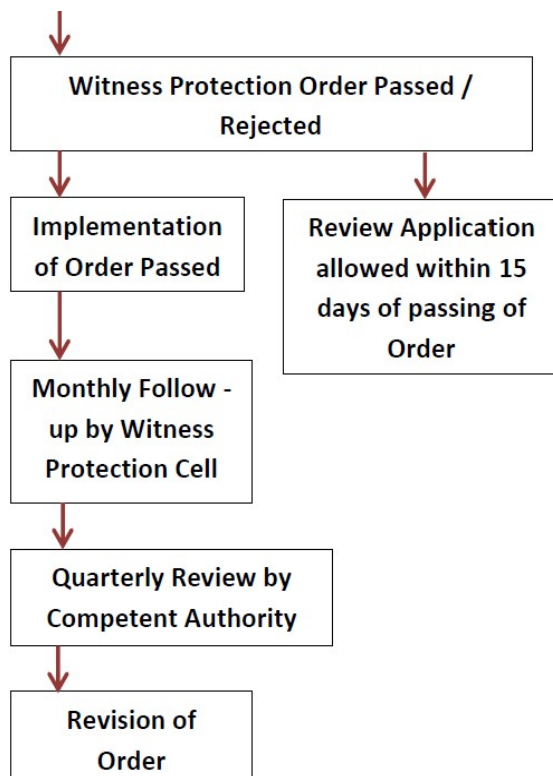 Witness Protection Order Passed /
Rejected
Implementation
of Order Passed
Review Application
allowed within 15
days of passing of
Order
Monthly Follow -
up by Witness
Protection Cell
Quarterly Review by
Competent Authority
Revision of
Order